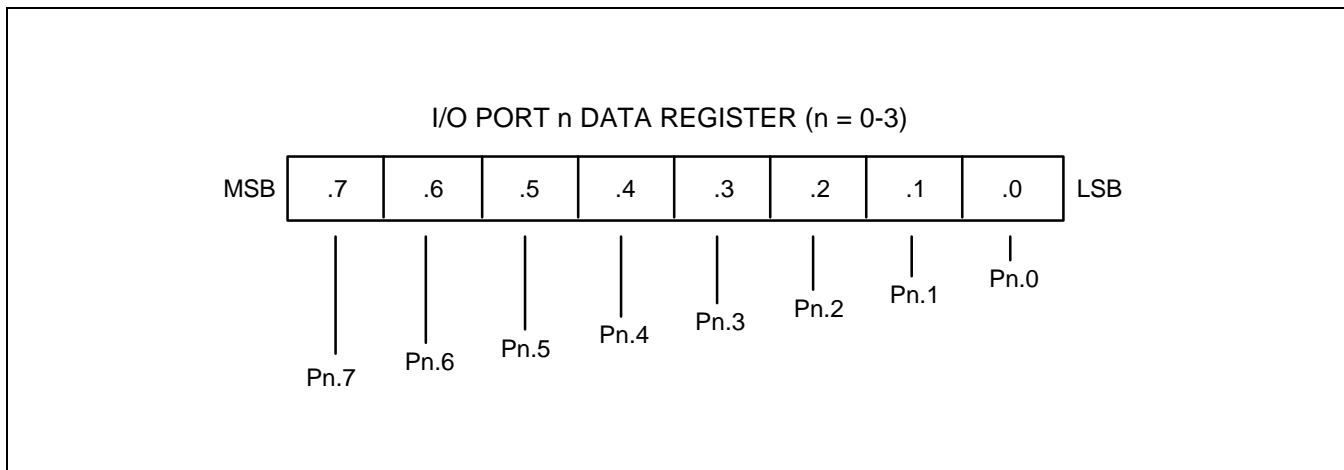 I/O PORT n DATA REGISTER (n = 0-3)
MSB .7 .6 .5 .4 .3 .2 .1 .0 LSB
Pn.0
Pn.1
Pn.2
Pn.3
Pn.4
Pn.5
Pn.6
Pn.7